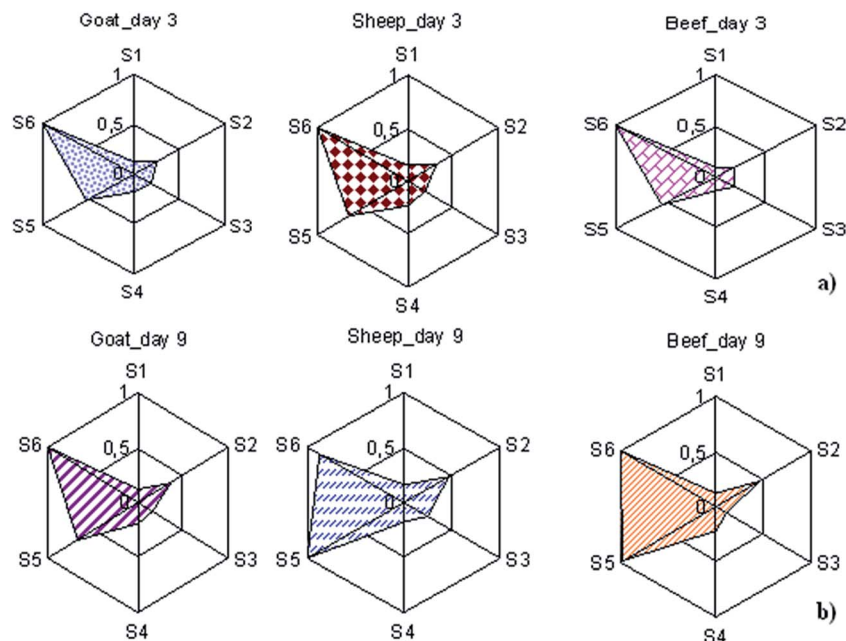 Goat_day 3
S1
1
S6
0,5
S2
0
S5
S3
S4
Sheep_day 3
S1
1
S6
0,5
S2
0
S5
S3
S4
Beef_day 3
S1
1
S6
0,5
S2
0
S5
S3
S4
a)
Goat_day 9
S1
1
S6
0,5
S2
0
S5
S3
S4
Sheep_day 9
S1
1
S6
0,5
S2
0
S5
S3
S4
Beef_day 9
S1
1
S6
0,5
S2
0
S5
S3
S4
b)